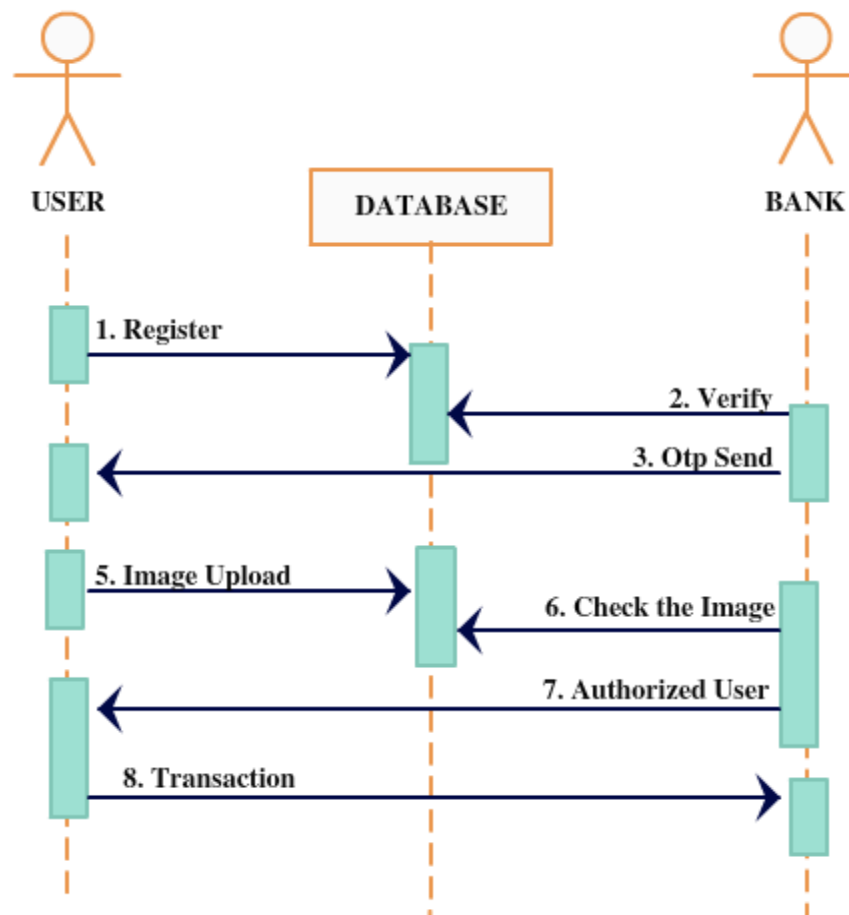 USER
DATABASE
BANK
1. Register
2. Verify
3. Otp Send
5. Image Upload
6. Check the Image
7. Authorized User
8. Transaction